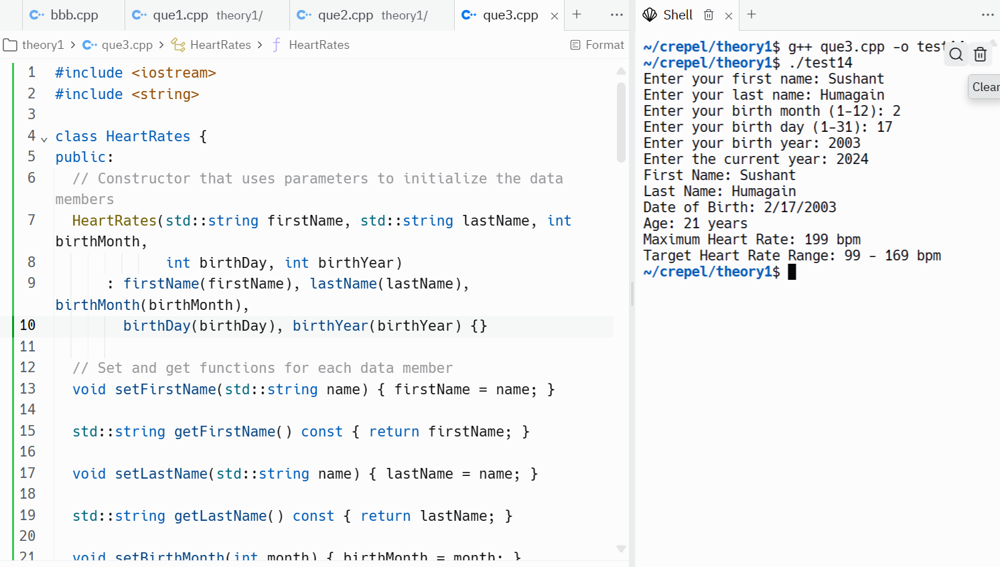 bbb.cpp
que1.cpp theory1/
que2.cpp theory1/
que3.cpp
theory1 > que3.cpp > HeartRates > HeartRates
Format
1 #include <iostream>
2 #include <string>
3
4 class HeartRates {
5 public:
6 // Constructor that uses parameters to initialize the data
members
7 HeartRates(std::string firstName, std::string lastName, int
birthMonth,
8 int birthDay, int birthYear)
9 : firstName(firstName), lastName(lastName),
birthMonth(birthMonth),
10 birthDay(birthDay), birthYear(birthYear) {}
11
12 // Set and get functions for each data member
13 void setFirstName(std::string name) { firstName = name; }
14
15 std::string getFirstName() const { return firstName; }
16
17 void setLastName(std::string name) { lastName = name; }
18
19 std::string getLastName() const { return lastName; }
20
21 void setBirthMonth(int month) { birthMonth = month; }
Shell
~/crepel/theory1$ g++ que3.cpp -o test14
~/crepel/theory1$ ./test14
Enter your first name: Sushant
Enter your last name: Humagain
Enter your birth month (1-12): 2
Enter your birth day (1-31): 17
Enter your birth year: 2003
Enter the current year: 2024
First Name: Sushant
Last Name: Humagain
Date of Birth: 2/17/2003
Age: 21 years
Maximum Heart Rate: 199 bpm
Target Heart Rate Range: 99 - 169 bpm
~/crepel/theory1$
Clear